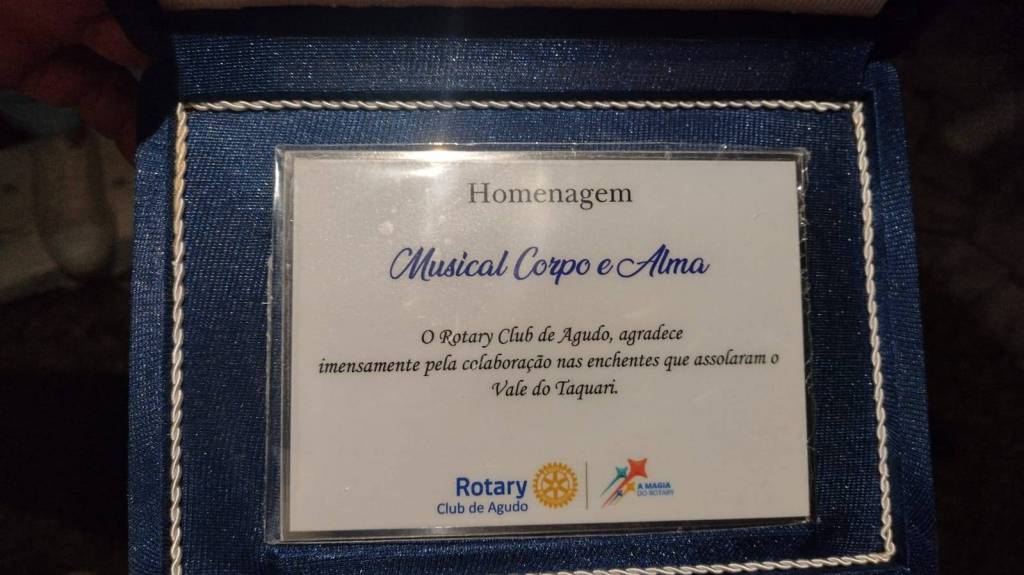 Homenagem
Musical Corpo e Alma
O Rotary Club de Agudo, agradece
imensamente pela colaboração nas enchentes que assolaram o
Vale do Taquari.
Rotary
Club de Agudo
A MAGIA
DO ROTARY